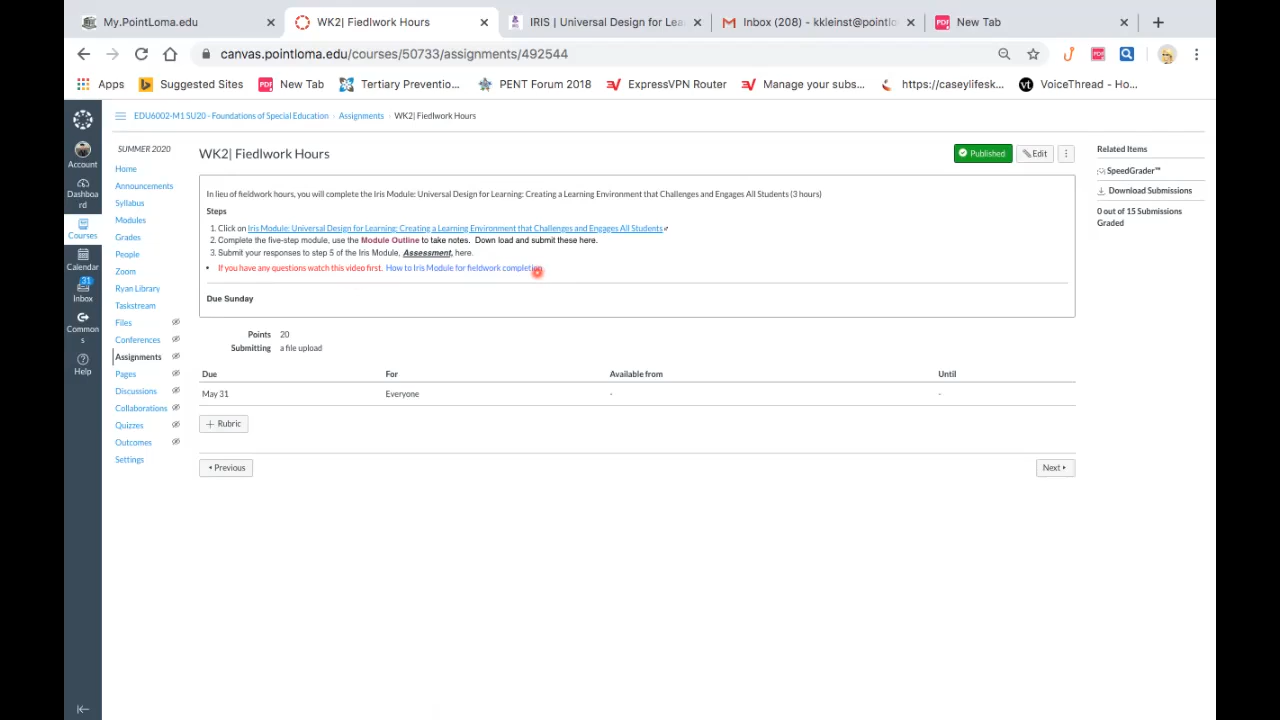 My.PointLoma.edu
WK2| Fiedlwork Hours
IRIS | Universal Design for Lea
Inbox (208) - kkleinst@pointlo
New Tab
canvas.pointloma.edu/courses/50733/assignments/492544
Apps
Suggested Sites
New Tab
Tertiary Preventio...
PENT Forum 2018
ExpressVPN Router
Manage your subs...
https://caseylifesk...
VoiceThread - Ho...
Account
Dashboa
rd
Courses
Calendar
31
Inbox
Common
s
Help
EDU6002-M1 SU20 - Foundations of Special Education › Assignments › WK2| Fiedlwork Hours
SUMMER 2020
Home
Announcements
Syllabus
Modules
Grades
People
Zoom
Ryan Library
Taskstream
Files
Conferences
Assignments
Pages
Discussions
Collaborations
Quizzes
Outcomes
Settings
WK2| Fiedlwork Hours
Published
Edit
In lieu of fieldwork hours, you will complete the Iris Module: Universal Design for Learning: Creating a Learning Environment that Challenges and Engages All Students (3 hours)
Steps
1. Click on Iris Module: Universal Design for Learning: Creating a Learning Environment that Challenges and Engages All Students
2. Complete the five-step module, use the Module Outline to take notes. Down load and submit these here.
3. Submit your responses to step 5 of the Iris Module, Assessment, here.
• If you have any questions watch this video first. How to Iris Module for fieldwork completion
Due Sunday
Points 20
Submitting a file upload
Due For Available from Until
May 31 Everyone - -
+ Rubric
◂ Previous
Next ▸
Related Items
SpeedGrader™
Download Submissions
0 out of 15 Submissions
Graded